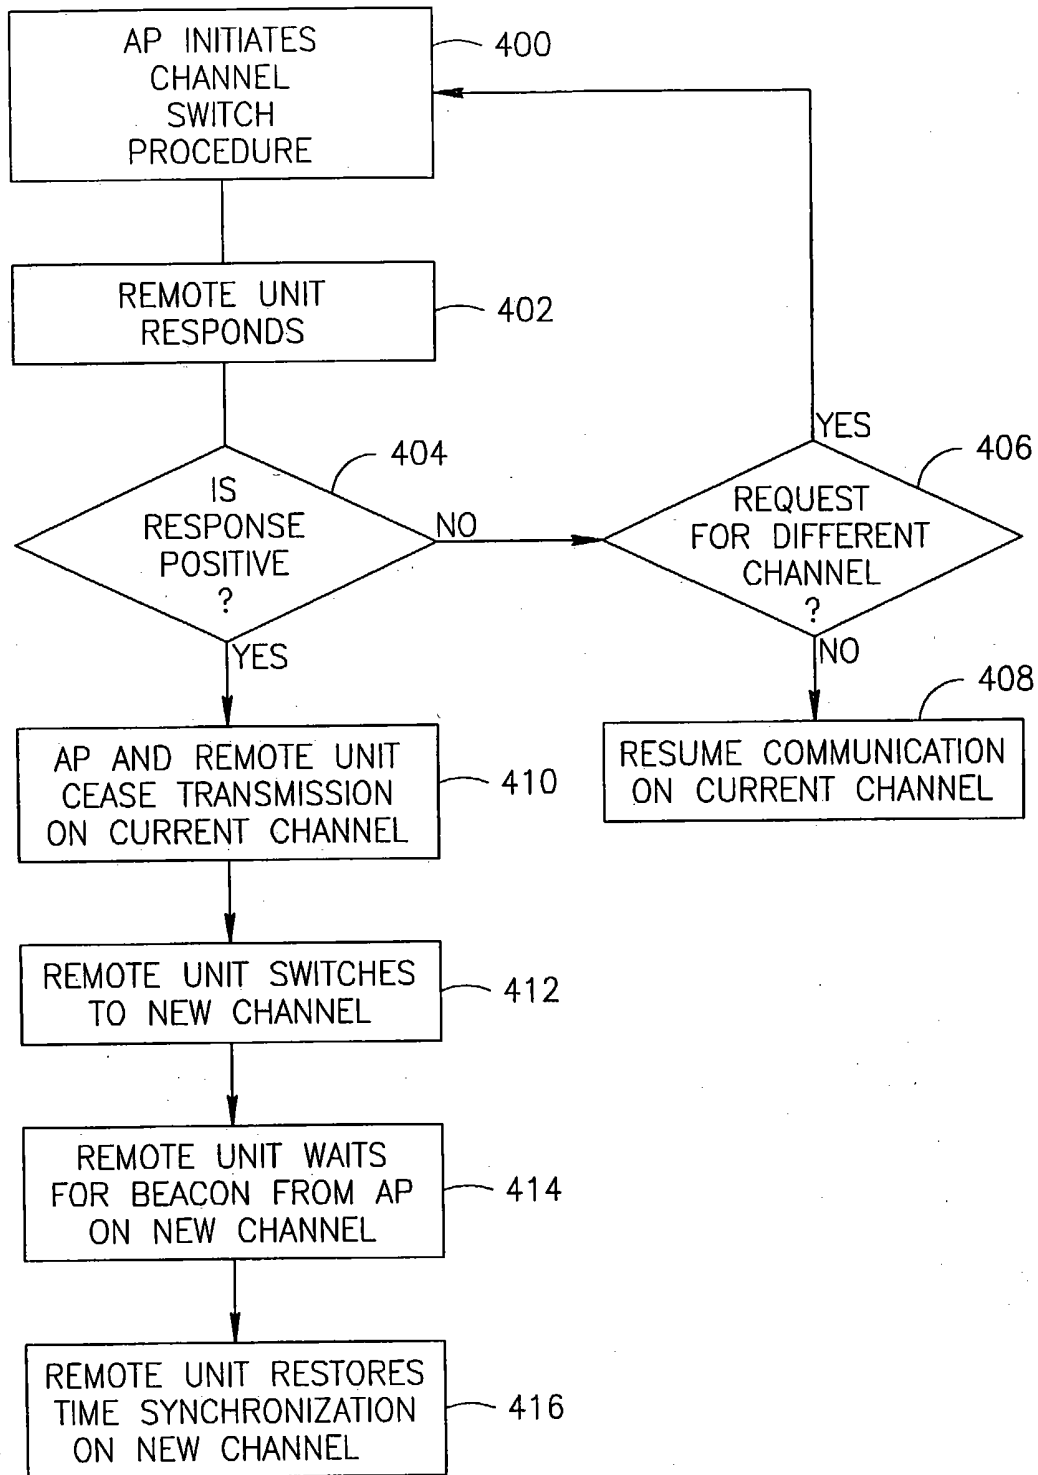 AP INITIATES
CHANNEL
SWITCH
PROCEDURE
400
REMOTE UNIT
RESPONDS
402
IS
RESPONSE
POSITIVE
?
404
NO
YES
REQUEST
FOR DIFFERENT
CHANNEL
?
406
YES
NO
RESUME COMMUNICATION
ON CURRENT CHANNEL
408
AP AND REMOTE UNIT
CEASE TRANSMISSION
ON CURRENT CHANNEL
410
REMOTE UNIT SWITCHES
TO NEW CHANNEL
412
REMOTE UNIT WAITS
FOR BEACON FROM AP
ON NEW CHANNEL
414
REMOTE UNIT RESTORES
TIME SYNCHRONIZATION
ON NEW CHANNEL
416